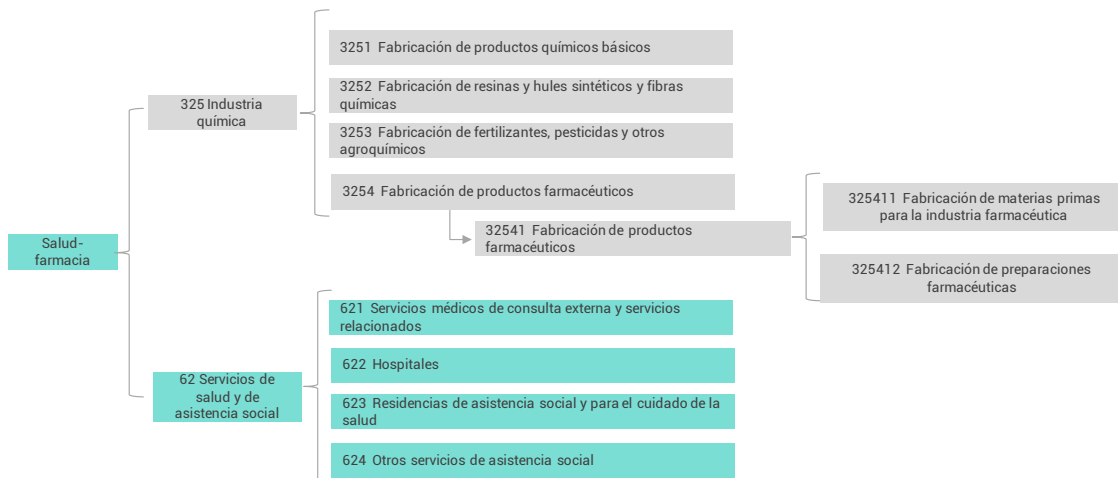 3251 Fabricación de productos químicos básicos
3252 Fabricación de resinas y hules sintéticos y fibras
químicas
325 Industria
química
3253 Fabricación de fertilizantes, pesticidas y otros
agroquímicos
3254 Fabricación de productos farmacéuticos
325411 Fabricación de materias primas
para la industria farmacéutica
32541 Fabricación de productos
farmacéuticos
Salud-
farmacia
325412 Fabricación de preparaciones
farmacéuticas
621 Servicios médicos de consulta externa y servicios
relacionados
622 Hospitales
62 Servicios de
salud y de
asistencia social
623 Residencias de asistencia social y para el cuidado de la
salud
624 Otros servicios de asistencia social